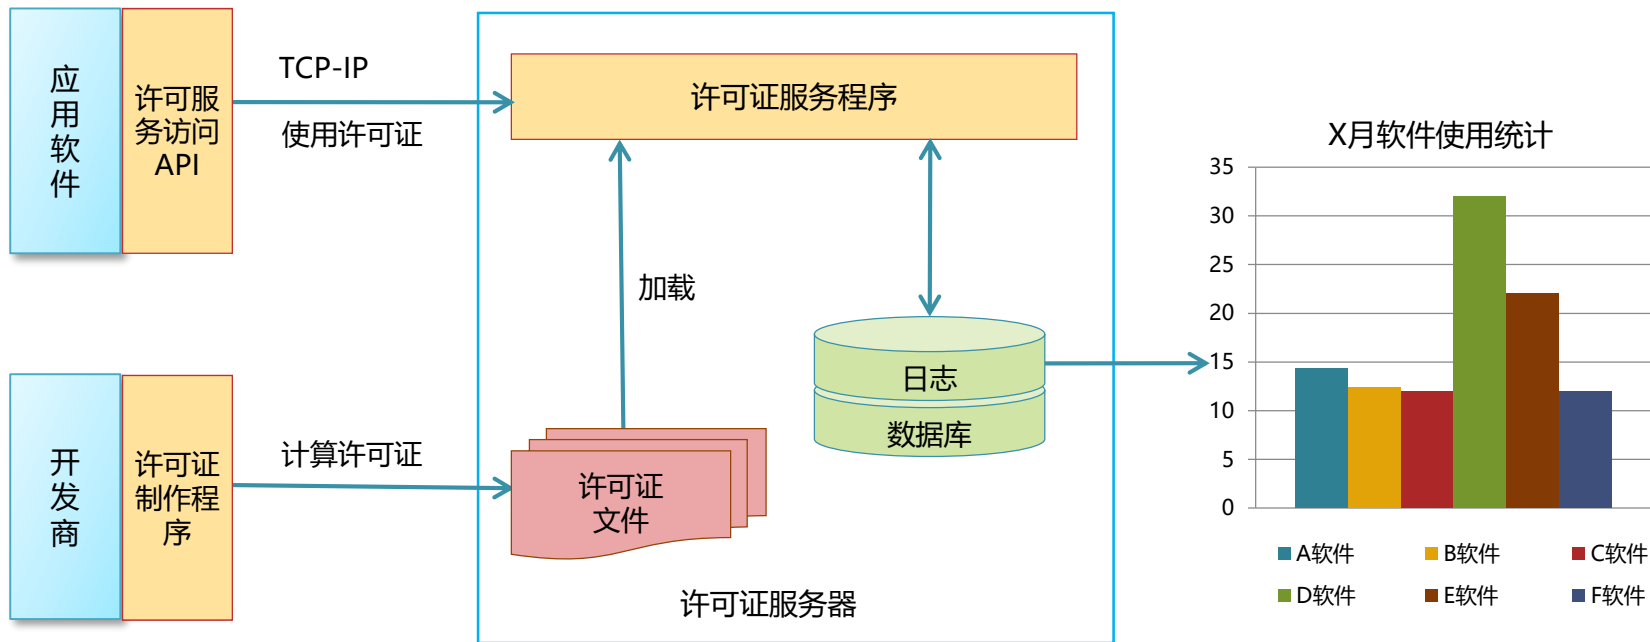 应
用
软
件
许可服
务访问
API
TCP-IP
使用许可证
许可证服务程序
加载
日志
数据库
开
发
商
许可证
制作程
序
计算许可证
许可证
文件
许可证服务器
X月软件使用统计
35
30
25
20
15
10
5
0
A软件
B软件
C软件
D软件
E软件
F软件